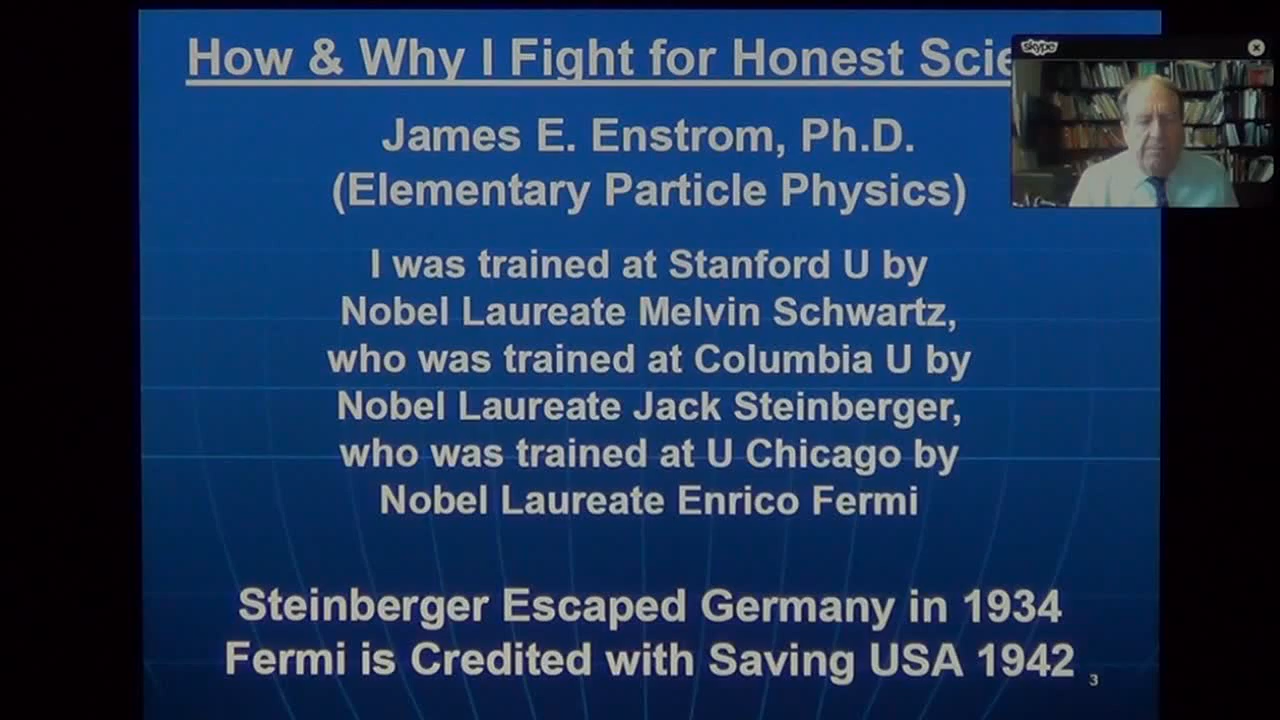 How & Why I Fight for Honest Scie
skype
James E. Enstrom, Ph.D.
(Elementary Particle Physics)
I was trained at Stanford U by
Nobel Laureate Melvin Schwartz,
who was trained at Columbia U by
Nobel Laureate Jack Steinberger,
who was trained at U Chicago by
Nobel Laureate Enrico Fermi
Steinberger Escaped Germany in 1934
Fermi is Credited with Saving USA 1942
3